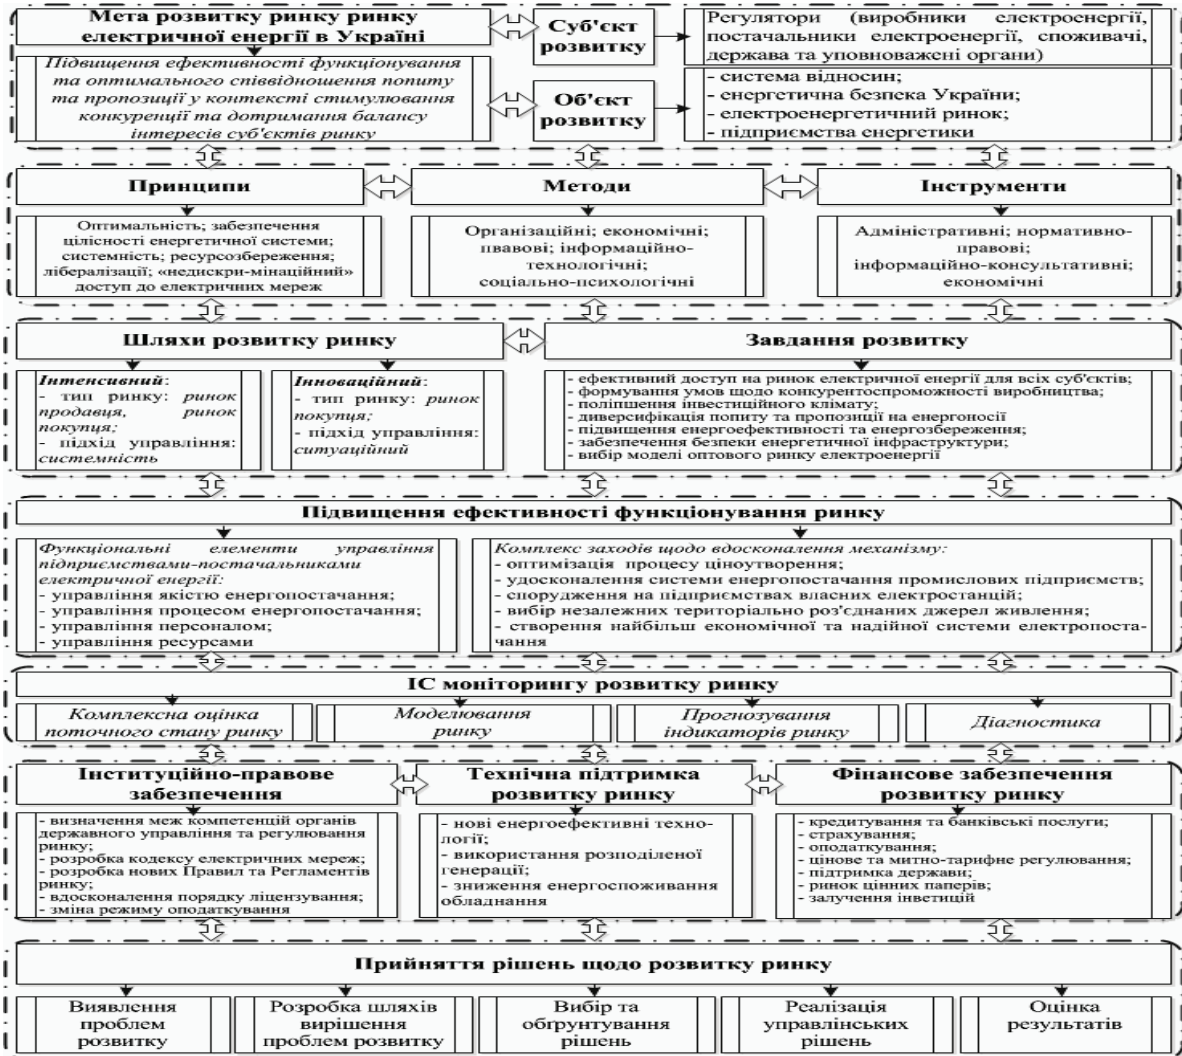 Мета розвитку ринку ринку
електричної енергії в Україні
Підвищення ефективності функціонування
та оптимального співвідношення попиту
та пропозиції у контексті стимулювання
конкуренції та дотримання балансу
інтересів суб'єктів ринку
Суб'єкт
розвитку
Регулятори (виробники електроенергії,
постачальники електроенергії, споживачі,
держава та уповноважені органи)
Об'єкт
розвитку
- система відносин;
- енергетична безпека України;
- електроенергетичний ринок;
- підприємства енергетики
Принципи
Оптимальність; забезпечення
цілісності енергетичної системи;
системність; ресурсозбереження;
лібералізації; «недискри-мінаційний»
доступ до електричних мереж
Методи
Організаційні; економічні;
пвавові; інформаційно-
технологічні;
соціально-психологічні
Інструменти
Адміністративні; нормативно-
правові;
інформаційно-консультативні;
економічні
Шляхи розвитку ринку
Інтенсивний:
- тип ринку: ринок
продавця, ринок
покупця;
- підхід управління:
системність
Інноваційний:
- тип ринку: ринок
покупця;
- підхід управління:
ситуаційний
Завдання розвитку
- ефективний доступ на ринок електричної енергії для всіх суб'єктів;
- формування умов щодо конкурентоспроможності виробництва;
- поліпшення інвестиційного клімату;
- диверсифікація попиту та пропозиції на енергоносії
- підвищення енергоефективності та енергозбереження;
- забезпечення безпеки енергетичної інфраструктури;
- вибір моделі оптового ринку електроенергії
Підвищення ефективності функціонування ринку
Функціональні елементи управління
підприємствами-постачальниками
електричної енергії:
- управління якістю енергопостачання;
- управління процесом енергопостачання;
- управління персоналом;
- управління ресурсами
Комплекс заходів щодо вдосконалення механізму:
- оптимізація процесу ціноутворення;
- удосконалення системи енергопостачання промислових підприємств;
- спорудження на підприємствах власних електростанцій;
- вибір незалежних територіально роз'єднаних джерел живлення;
- створення найбільш економічної та надійної системи електропоста-
чання
ІС моніторингу розвитку ринку
Комплексна оцінка
поточного стану ринку
Моделювання
ринку
Прогнозування
індикаторів ринку
Діагностика
Інституційно-правове
забезпечення
- визначення меж компетенцій органів
державного управління та регулювання
ринку;
- розробка кодексу електричних мереж;
- розробка нових Правил та Регламентів
ринку;
- вдосконалення порядку ліцензування;
- зміна режиму оподаткування
Технічна підтримка
розвитку ринку
- нові енергоефективні техно-
логії;
- використання розподіленої
генерації;
- зниження енергоспоживання
обладнання
Фінансове забезпечення
розвитку ринку
- кредитування та банківські послуги;
- страхування;
- оподаткування;
- цінове та митно-тарифне регулювання;
- підтримка держави;
- ринок цінних паперів;
- залучення інветицій
Прийняття рішень щодо розвитку ринку
Виявлення
проблем
розвитку
Розробка шляхів
вирішення
проблем розвитку
Вибір та
обґрунтування
рішень
Реалізація
управлінських
рішень
Оцінка
результатів